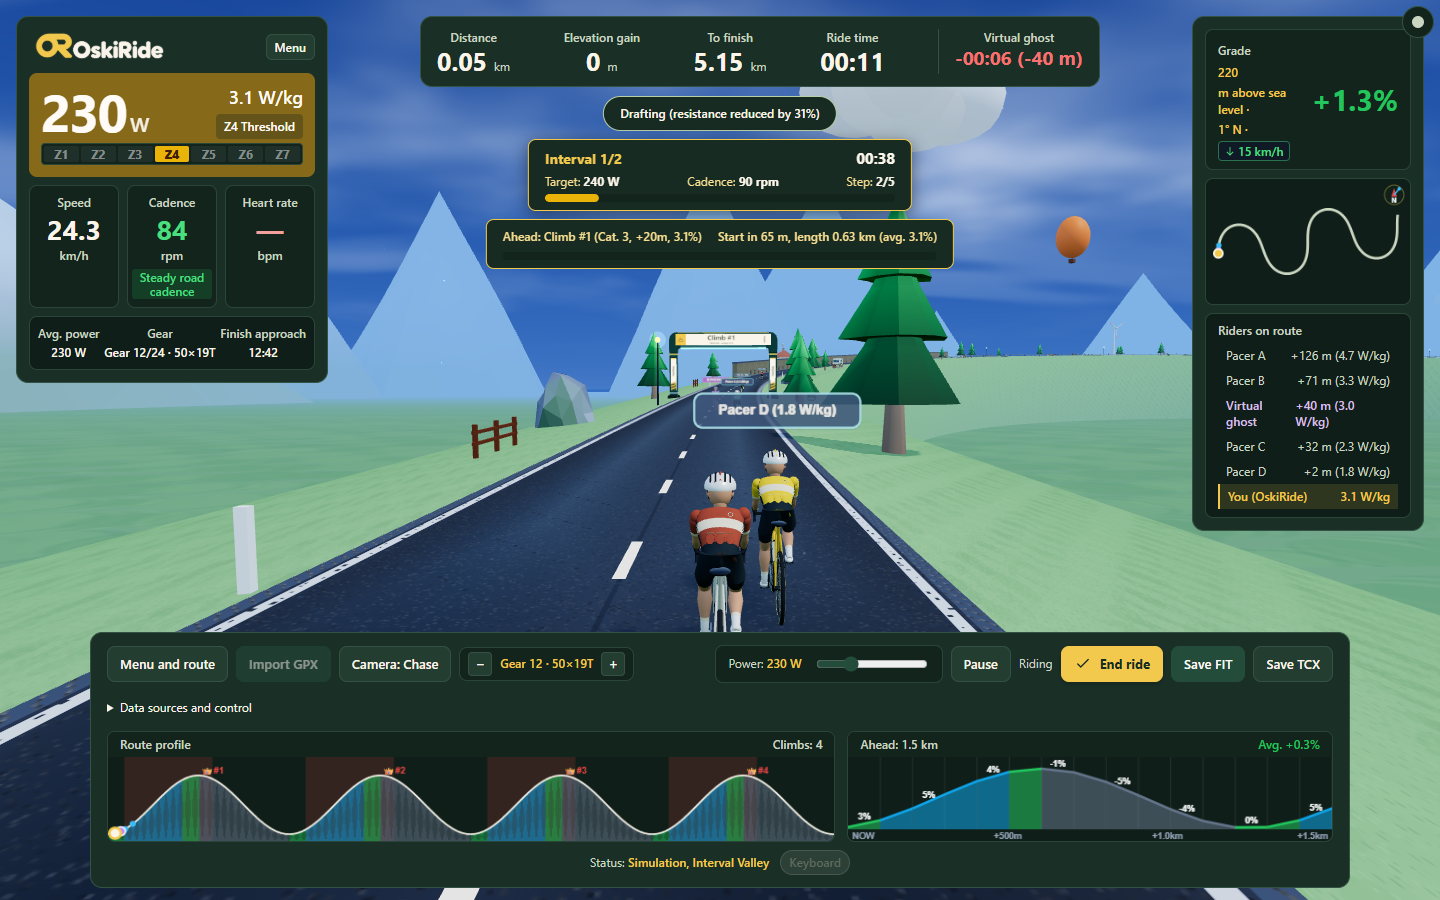 OR OskiRide
Menu
230 W
3.1 W/kg
Z4 Threshold
Z1 Z2 Z3 Z4 Z5 Z6 Z7
Speed
24.3
km/h
Cadence
84
rpm
Steady road
cadence
Heart rate
—
bpm
Avg. power
230 W
Gear
Gear 12/24 · 50×19T
Finish approach
12:42
Distance
0.05 km
Elevation gain
0 m
To finish
5.15 km
Ride time
00:11
Virtual ghost
-00:06 (-40 m)
Drafting (resistance reduced by 31%)
Interval 1/2
00:38
Target: 240 W
Cadence: 90 rpm
Step: 2/5
Ahead: Climb #1 (Cat. 3, +20m, 3.1%)
Start in 65 m, length 0.63 km (avg. 3.1%)
Climb #1
Pacer D (1.8 W/kg)
Grade
220
m above sea
level ·
1° N ·
↓ 15 km/h
+1.3%
N
Riders on route
Pacer A +126 m (4.7 W/kg)
Pacer B +71 m (3.3 W/kg)
Virtual +40 m (3.0
ghost W/kg)
Pacer C +32 m (2.3 W/kg)
Pacer D +2 m (1.8 W/kg)
You (OskiRide) 3.1 W/kg
Menu and route
Import GPX
Camera: Chase
− Gear 12 · 50×19T +
Power: 230 W
Pause
Riding
✓ End ride
Save FIT
Save TCX
▶ Data sources and control
Route profile
Climbs: 4
#1
#2
#3
#4
Ahead: 1.5 km
Avg. +0.3%
3%
5%
4%
-1%
-5%
-4%
0%
5%
NOW
+500m
+1.0km
+1.5km
Status: Simulation, Interval Valley
Keyboard